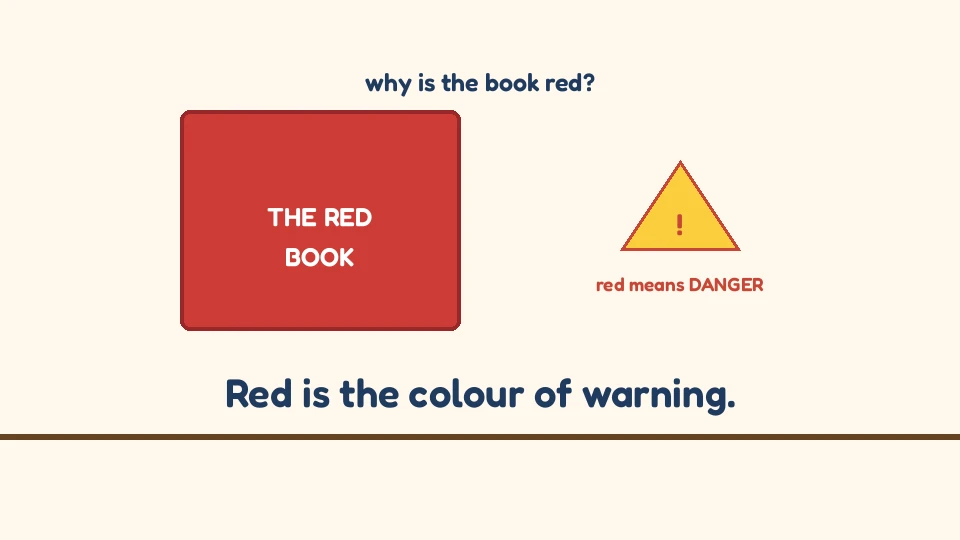 why is the book red?
THE RED
BOOK
!
red means DANGER
Red is the colour of warning.